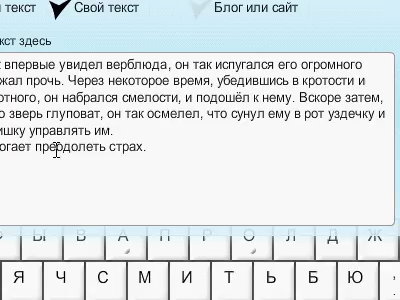 текст Свой текст Блог или сайт
кст здесь
впервые увидел верблюда, он так испугался его огромного
жал прочь. Через некоторое время, убедившись в кротости и
отного, он набрался смелости, и подошёл к нему. Вскоре затем,
о зверь глуповат, он так осмелел, что сунул ему в рот уздечку и
ишку управлять им.
огает преодолеть страх.
Ы В А П Р О Л Д Ж
Я Ч С М И Т Ь Б Ю